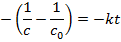 -(1/c - 1/c₀) = -kt